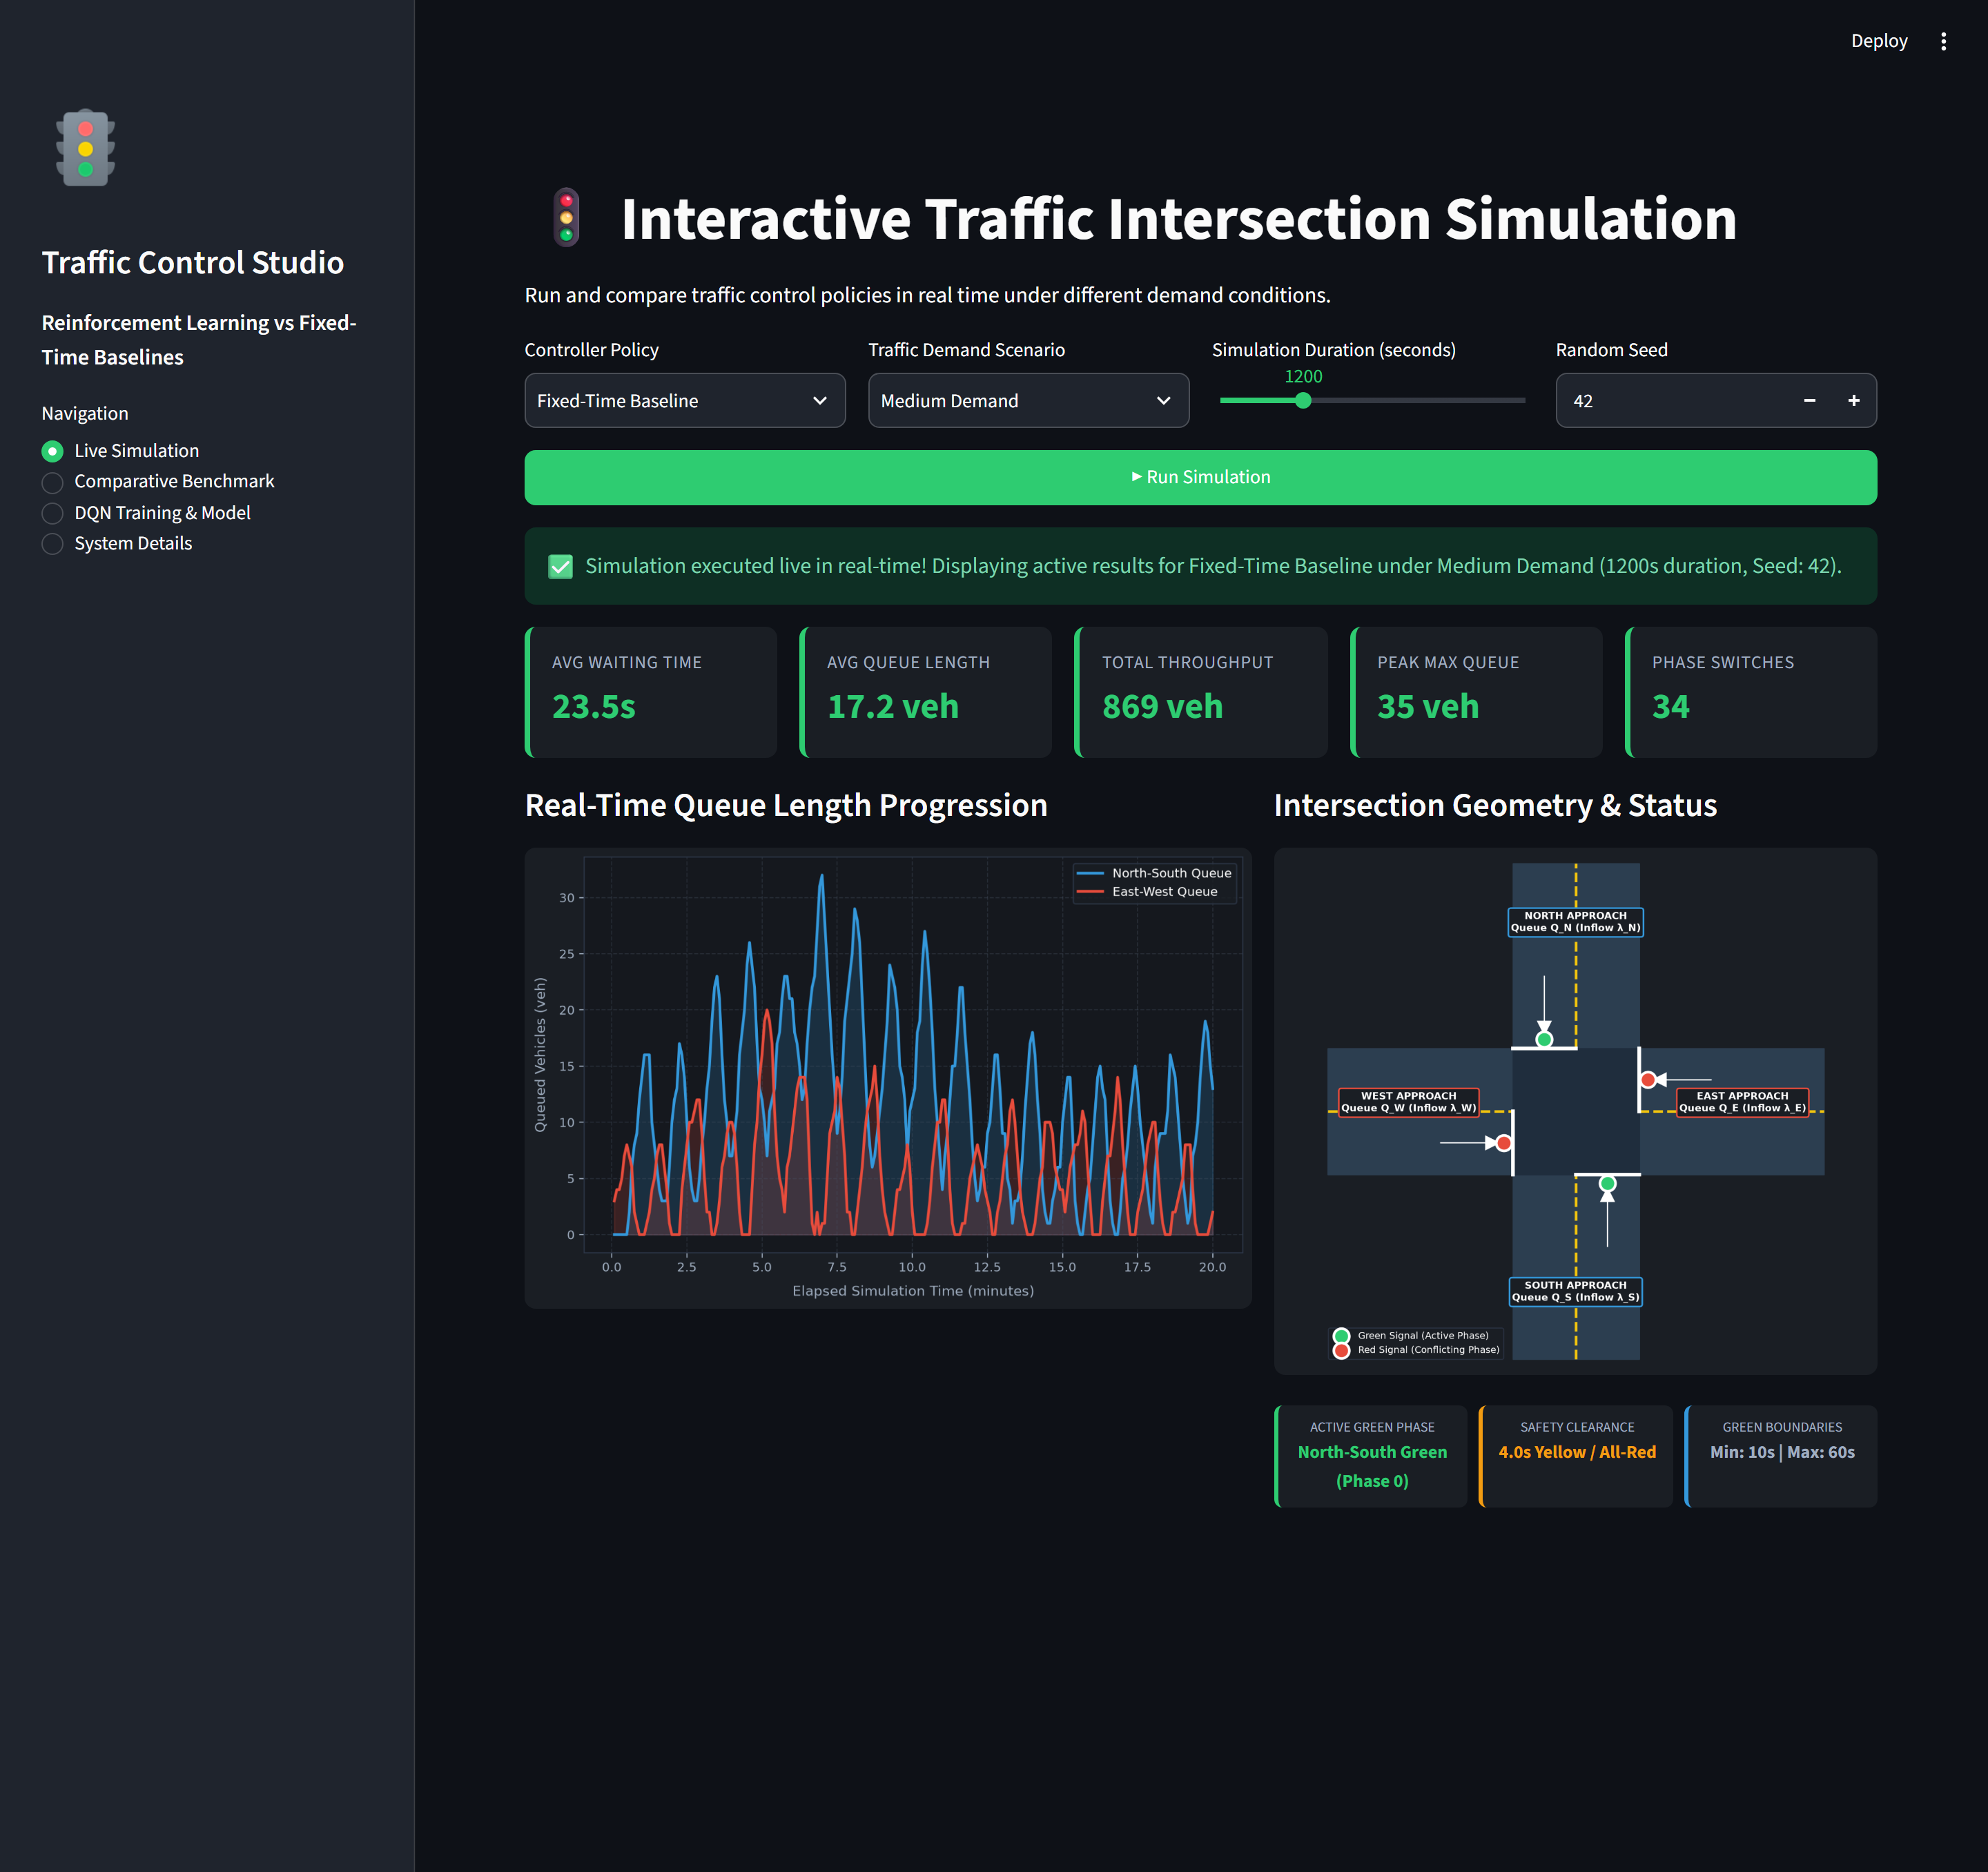 Deploy
Traffic Control Studio
Reinforcement Learning vs Fixed-
Time Baselines
Navigation
Live Simulation
Comparative Benchmark
DQN Training & Model
System Details
Interactive Traffic Intersection Simulation
Run and compare traffic control policies in real time under different demand conditions.
Controller Policy
Fixed-Time Baseline
Traffic Demand Scenario
Medium Demand
Simulation Duration (seconds)
1200
Random Seed
42
Run Simulation
Simulation executed live in real-time! Displaying active results for Fixed-Time Baseline under Medium Demand (1200s duration, Seed: 42).
AVG WAITING TIME
23.5s
AVG QUEUE LENGTH
17.2 veh
TOTAL THROUGHPUT
869 veh
PEAK MAX QUEUE
35 veh
PHASE SWITCHES
34
Real-Time Queue Length Progression
North-South Queue
East-West Queue
Queued Vehicles (veh)
30
25
20
15
10
5
0
0.0 2.5 5.0 7.5 10.0 12.5 15.0 17.5 20.0
Elapsed Simulation Time (minutes)
Intersection Geometry & Status
NORTH APPROACH
Queue Q_N (Inflow λ_N)
WEST APPROACH
Queue Q_W (Inflow λ_W)
EAST APPROACH
Queue Q_E (Inflow λ_E)
SOUTH APPROACH
Queue Q_S (Inflow λ_S)
Green Signal (Active Phase)
Red Signal (Conflicting Phase)
ACTIVE GREEN PHASE
North-South Green
(Phase 0)
SAFETY CLEARANCE
4.0s Yellow / All-Red
GREEN BOUNDARIES
Min: 10s | Max: 60s